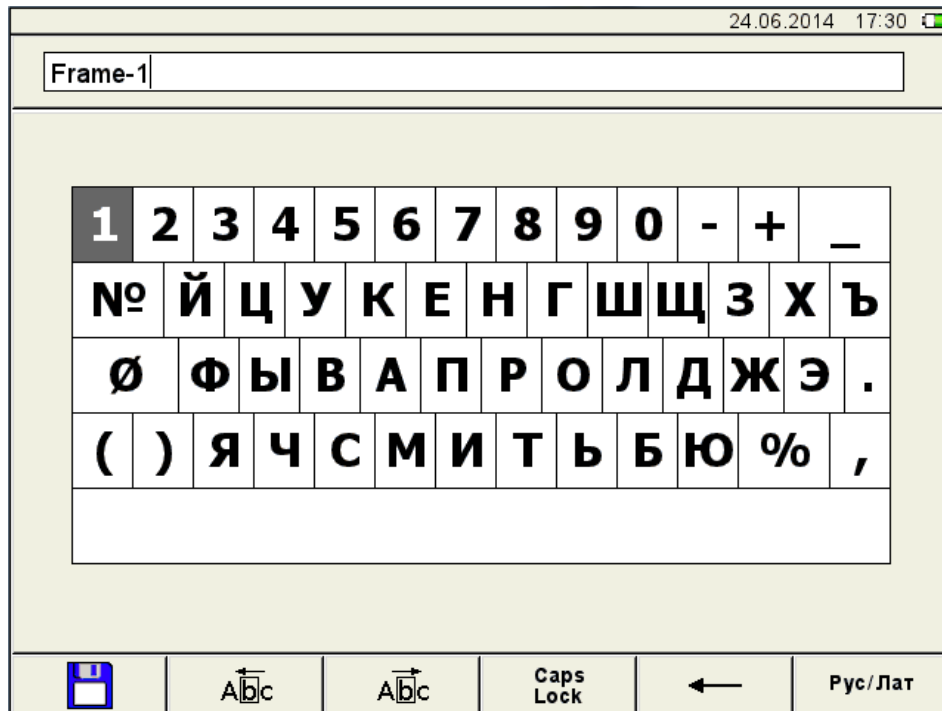 24.06.2014 17:30
Frame-1
1 2 3 4 5 6 7 8 9 0 - + _
№ Й Ц У К Е Н Г Ш Щ З Х Ъ
Ø Ф Ы В А П Р О Л Д Ж Э .
( ) Я Ч С М И Т Ь Б Ю % ,
Abc Abc Caps Lock Рус/Лат